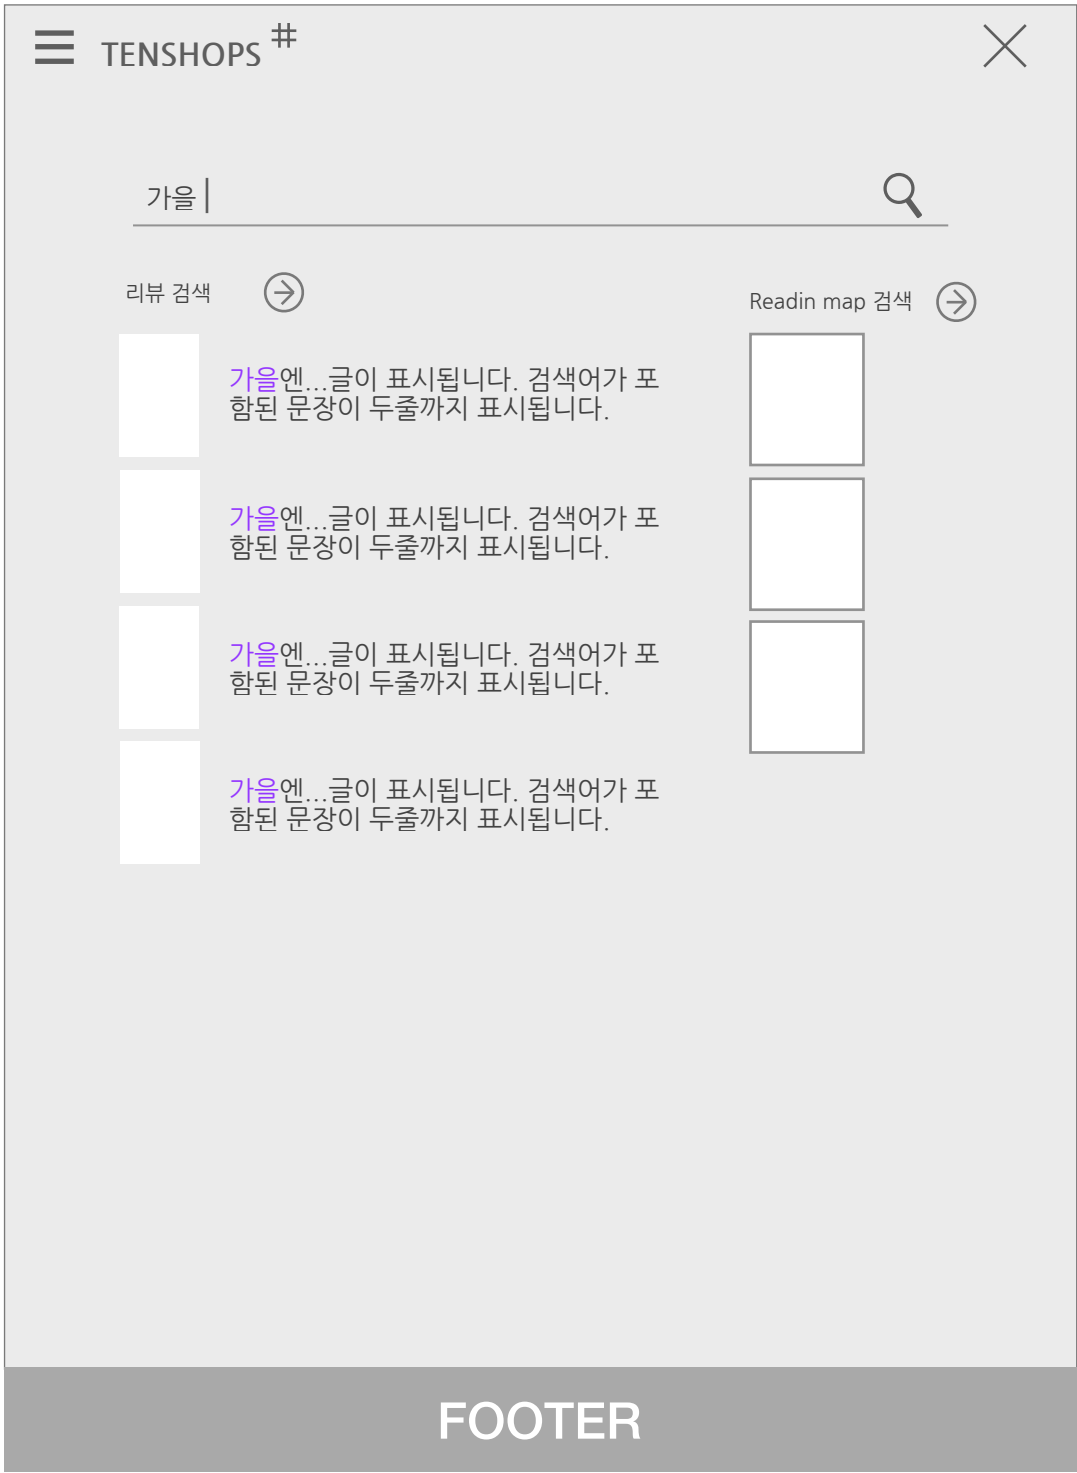 TENSHOPS #
가을
리뷰 검색
가을엔...글이 표시됩니다. 검색어가 포
함된 문장이 두줄까지 표시됩니다.
가을엔...글이 표시됩니다. 검색어가 포
함된 문장이 두줄까지 표시됩니다.
가을엔...글이 표시됩니다. 검색어가 포
함된 문장이 두줄까지 표시됩니다.
가을엔...글이 표시됩니다. 검색어가 포
함된 문장이 두줄까지 표시됩니다.
Readin map 검색
FOOTER